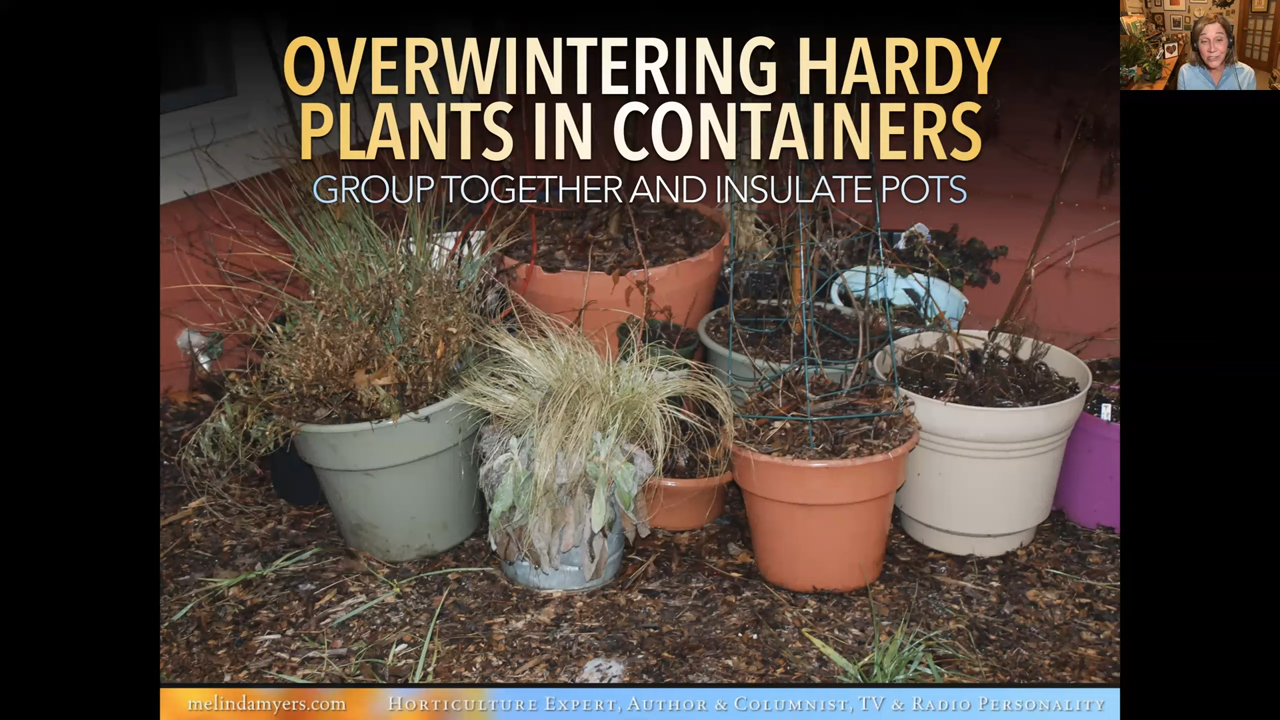 OVERWINTERING HARDY
PLANTS IN CONTAINERS
GROUP TOGETHER AND INSULATE POTS
melindamyers.com HORTICULTURE EXPERT, AUTHOR & COLUMNIST, TV & RADIO PERSONALITY